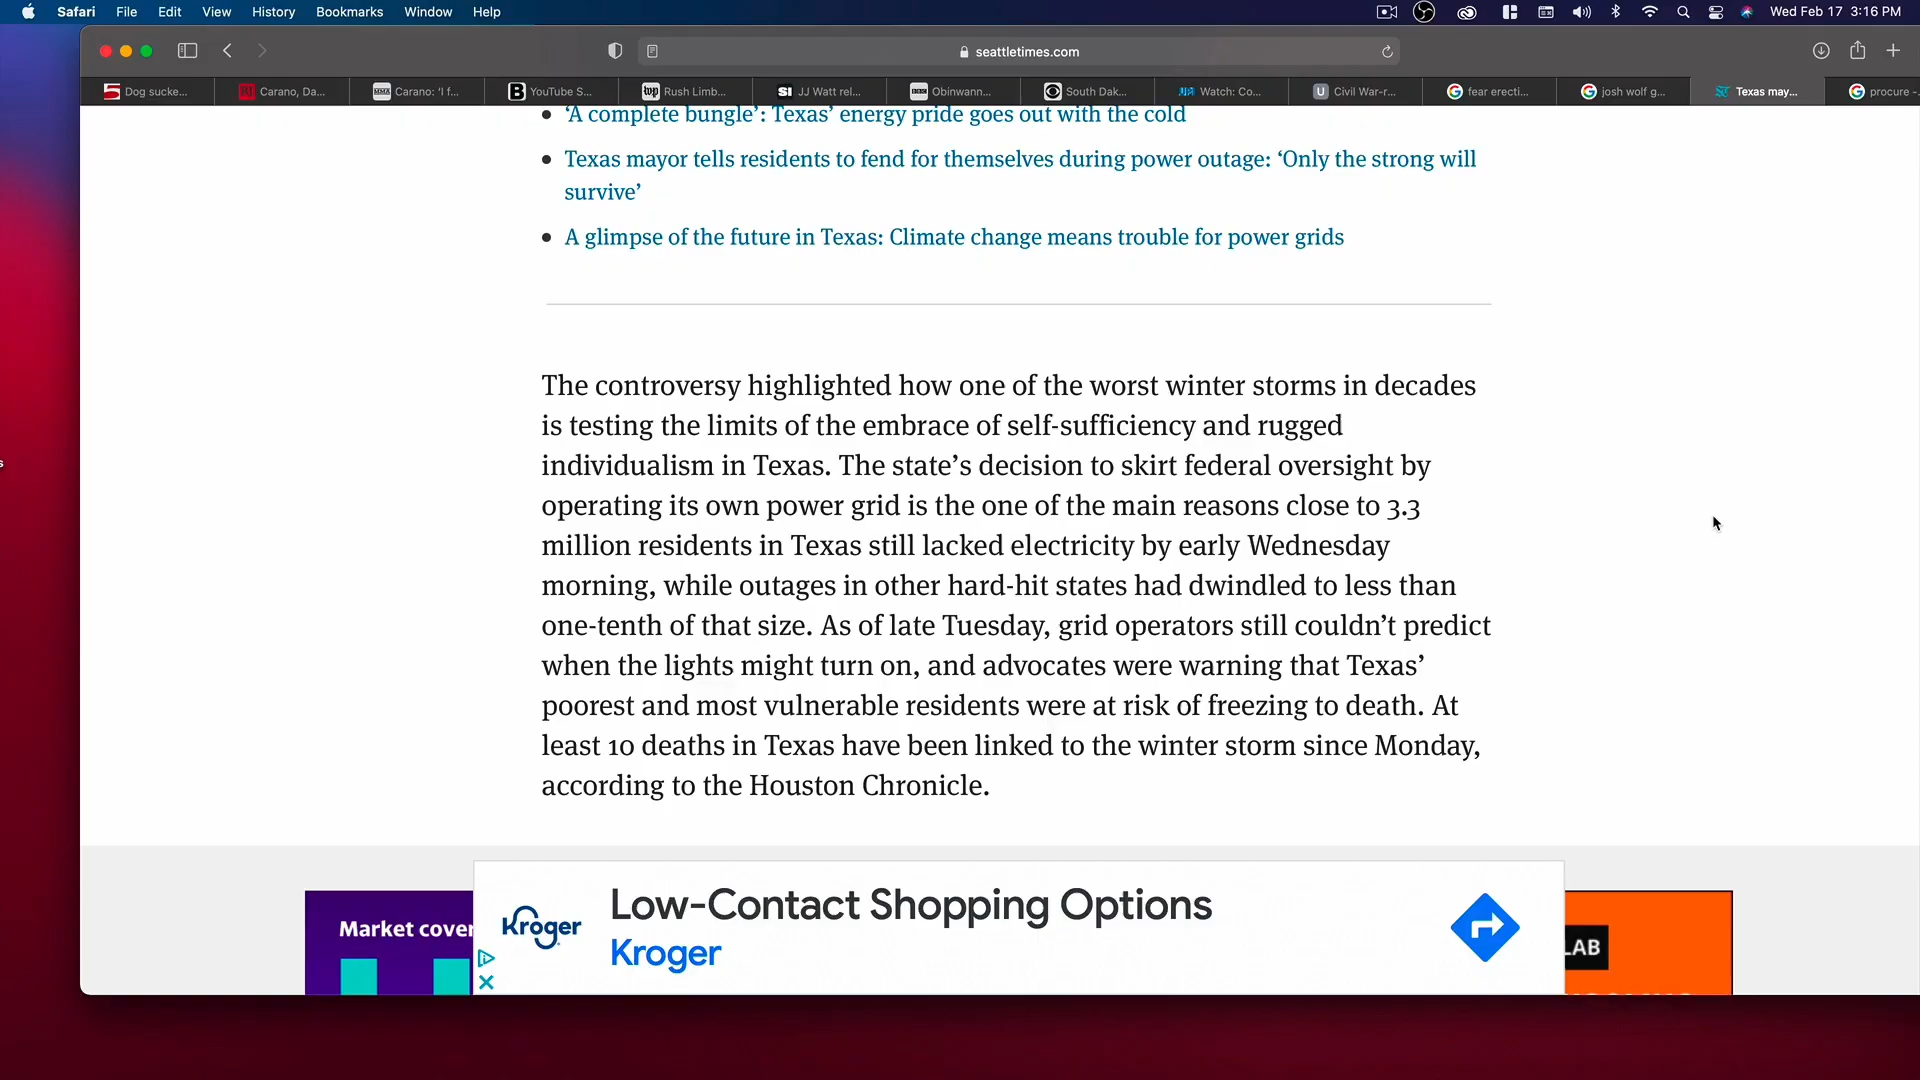 Safari File Edit View History Bookmarks Window Help Wed Feb 17 3:16 PM
seattletimes.com
Dog sucke... Carano, Da... MMA Carano: 'I f... B YouTube S... wp Rush Limb... SI JJ Watt rel... BBC Obinwann... South Dak... Watch: Co... U Civil War-r... fear erecti... josh wolf g... ST Texas may... procure -
• ‘A complete bungle’: Texas’ energy pride goes out with the cold
• Texas mayor tells residents to fend for themselves during power outage: ‘Only the strong will
survive’
• A glimpse of the future in Texas: Climate change means trouble for power grids
The controversy highlighted how one of the worst winter storms in decades
is testing the limits of the embrace of self-sufficiency and rugged
individualism in Texas. The state’s decision to skirt federal oversight by
operating its own power grid is the one of the main reasons close to 3.3
million residents in Texas still lacked electricity by early Wednesday
morning, while outages in other hard-hit states had dwindled to less than
one-tenth of that size. As of late Tuesday, grid operators still couldn’t predict
when the lights might turn on, and advocates were warning that Texas’
poorest and most vulnerable residents were at risk of freezing to death. At
least 10 deaths in Texas have been linked to the winter storm since Monday,
according to the Houston Chronicle.
Low-Contact Shopping Options
Kroger
Kroger
Market cover
LAB